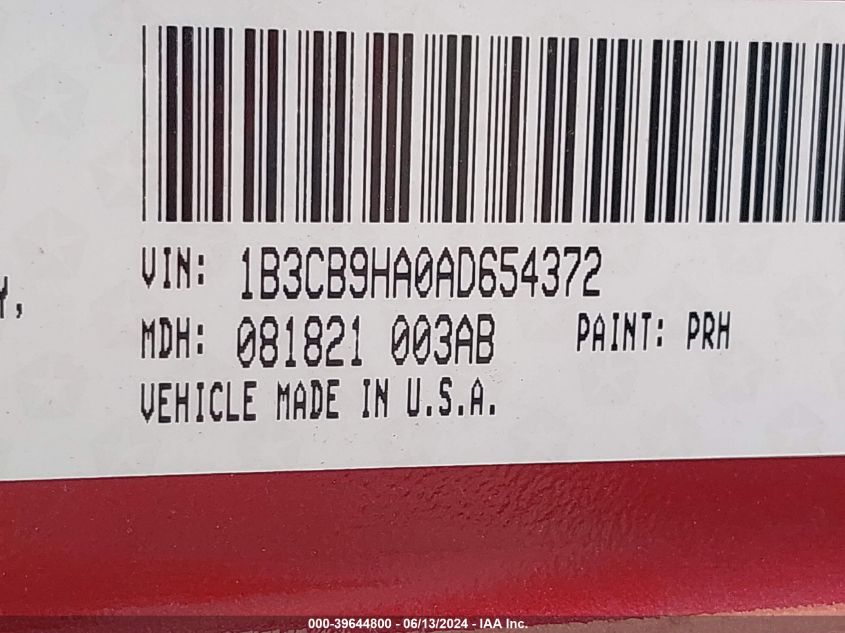 VIN: 1B3CB9HA0AD654372
Y,
MDH: 081821 003AB PAINT: PRH
VEHICLE MADE IN U.S.A.
000-39644800 - 06/13/2024 - IAA Inc.